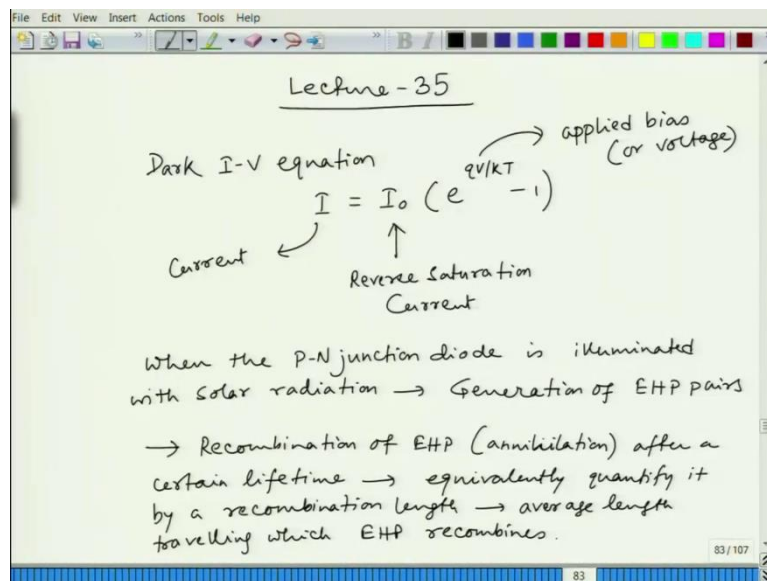 File Edit View Insert Actions Tools Help
Lecture - 35
applied bias
(or voltage)
Dark I-V equation
I = I₀ (e^{qV/KT} - 1)
Current
Reverse Saturation
Current
When the P-N junction diode is illuminated
with solar radiation → Generation of EHP pairs
→ Recombination of EHP (annihilation) after a
certain lifetime → equivalently quantify it
by a recombination length → average length
travelling which EHP recombines.
83/107
83